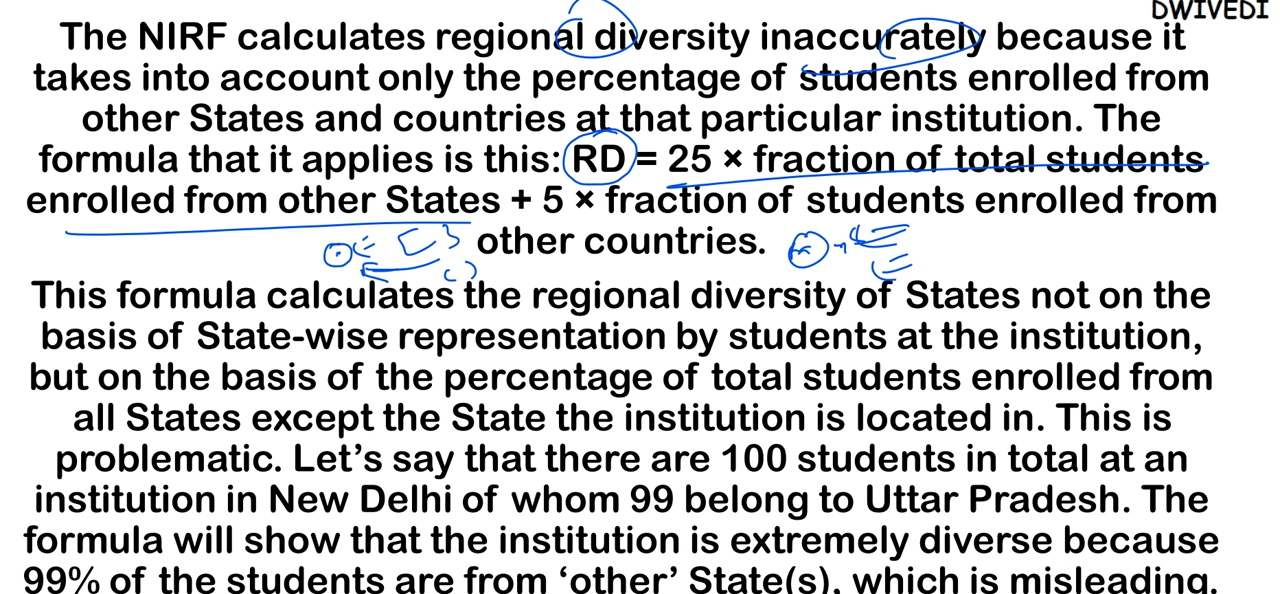 DWIVEDI
The NIRF calculates regional diversity inaccurately because it
takes into account only the percentage of students enrolled from
other States and countries at that particular institution. The
formula that it applies is this: RD = 25 × fraction of total students
enrolled from other States + 5 × fraction of students enrolled from
other countries.
This formula calculates the regional diversity of States not on the
basis of State-wise representation by students at the institution,
but on the basis of the percentage of total students enrolled from
all States except the State the institution is located in. This is
problematic. Let’s say that there are 100 students in total at an
institution in New Delhi of whom 99 belong to Uttar Pradesh. The
formula will show that the institution is extremely diverse because
99% of the students are from ‘other’ State(s), which is misleading.